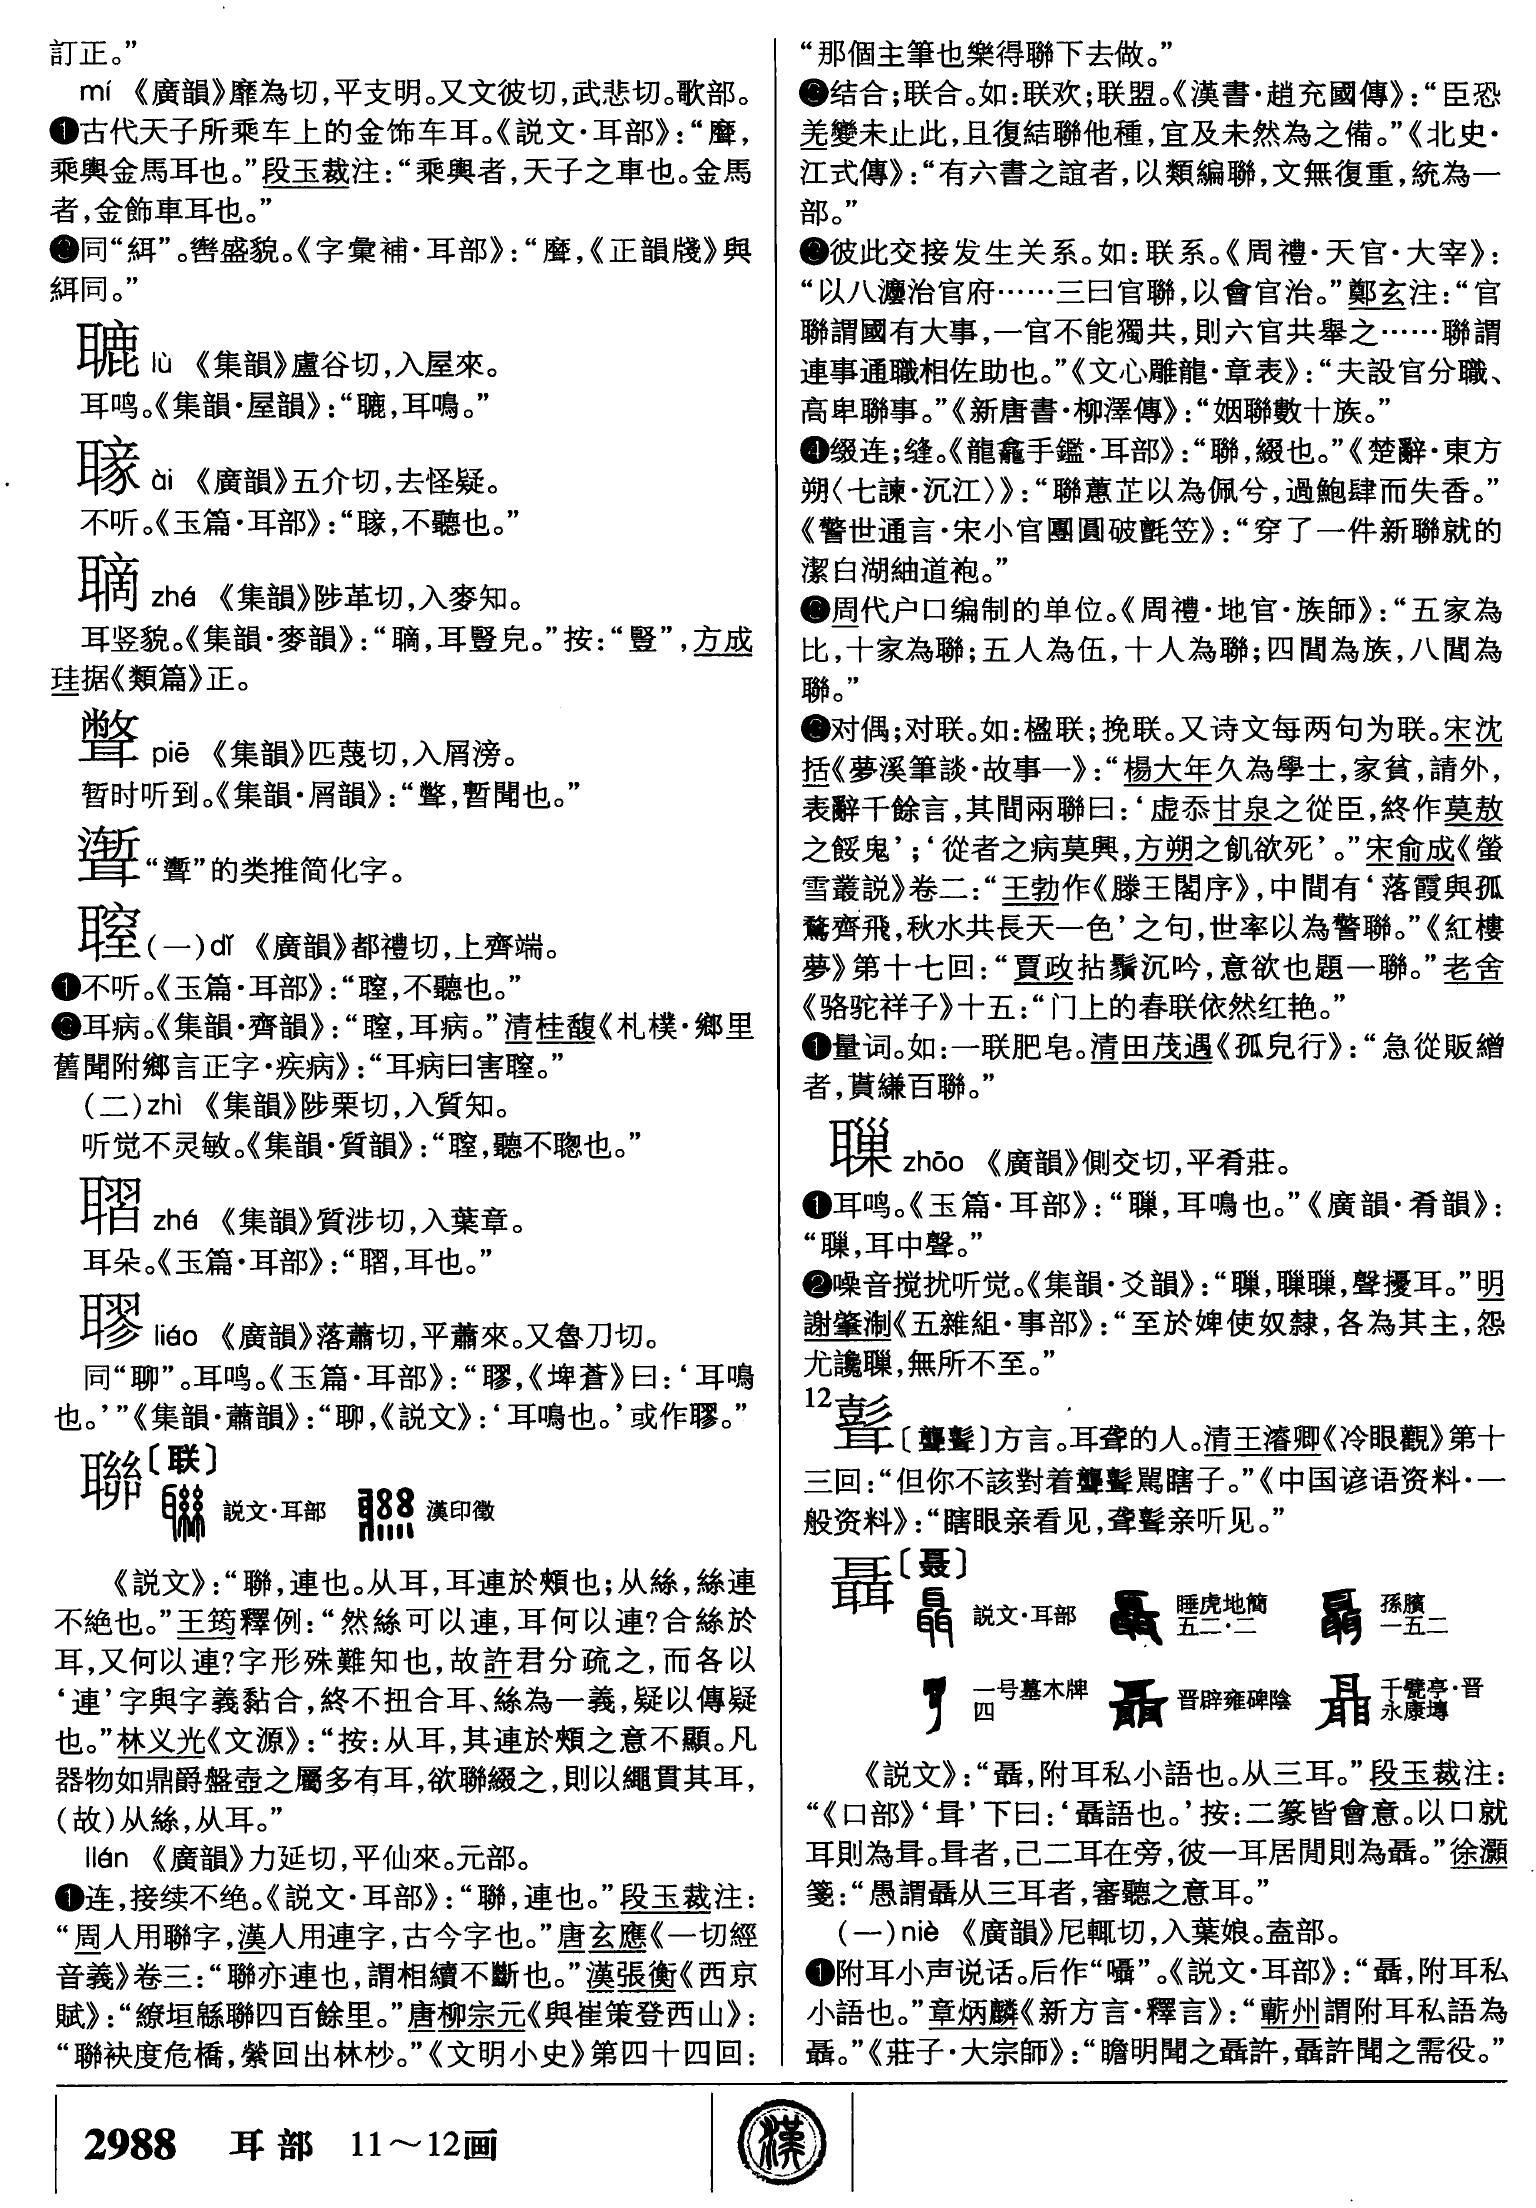 訂正。”
mí 《廣韻》靡為切，平支明。又文彼切，武悲切。歌部。
❶古代天子所乘车上的金饰车耳。《説文·耳部》：“䃺，
乘輿金馬耳也。”段玉裁注：“乘輿者，天子之車也。金馬
者，金飾車耳也。”
❷同“緝”。辔盛貌。《字彙補·耳部》：“，《正韻牋》與
同。”
lù 《集韻》盧谷切，入屋來。
耳鸣。《集韻·屋韻》：“，耳鳴。”
ài 《廣韻》五介切，去怪疑。
不听。《玉篇·耳部》：“，不聽也。”
zhé 《集韻》陟革切，入麥知。
耳竖貌。《集韻·麥韻》：“，耳豎皃。”按：“豎”，方成
珪据《類篇》正。
piē 《集韻》匹蔑切，入屑滂。
暂时听到。《集韻·屑韻》：“，暫聞也。”
“”的类推简化字。
（一）dǐ 《廣韻》都禮切，上齊端。
❶不听。《玉篇·耳部》：“，不聽也。”
❷耳病。《集韻·齊韻》：“，耳病。”清桂馥《札樸·鄉里
舊聞附鄉言正字·疾病》：“耳病曰害。”
（二）zhì 《集韻》陟栗切，入質知。
听觉不灵敏。《集韻·質韻》：“，聽不聰也。”
zhé 《集韻》質涉切，入葉章。
耳朵。《玉篇·耳部》：“，耳也。”
liáo 《廣韻》落蕭切，平蕭來。又魯刀切。
同“聊”。耳鸣。《玉篇·耳部》：“，《埤蒼》曰：‘耳鳴
也。’”《集韻·蕭韻》：“聊，《説文》：‘耳鳴也。’或作。”
聯〔联〕
説文·耳部 漢印徵
《説文》：“聯，連也。从耳，耳連於頰也；从絲，絲連
不絶也。”王筠釋例：“然絲可以連，耳何以連？合絲於
耳，又何以連？字形殊難知也，故許君分疏之，而各以
‘連’字與字義黏合，終不扭合耳、絲為一義，疑以傳疑
也。”林义光《文源》：“按：从耳，其連於頰之意不顯。凡
器物如鼎爵盤壺之屬多有耳，欲聯綴之，則以繩貫其耳，
（故）从絲，从耳。”
lián 《廣韻》力延切，平仙來。元部。
❶连，接续不绝。《説文·耳部》：“聯，連也。”段玉裁注：
“周人用聯字，漢人用連字，古今字也。”唐玄應《一切經
音義》卷三：“聯亦連也，謂相續不斷也。”漢張衡《西京
賦》：“繚垣緜聯四百餘里。”唐柳宗元《與崔策登西山》：
“聯袂度危橋，縈回出林杪。”《文明小史》第四十四回：
“那個主筆也樂得聯下去做。”
❷结合；联合。如：联欢；联盟。《漢書·趙充國傳》：“臣恐
羌變未止此，且復結聯他種，宜及未然為之備。”《北史·
江式傳》：“有六書之誼者，以類編聯，文無復重，統為一
部。”
❸彼此交接发生关系。如：联系。《周禮·天官·大宰》：
“以八灋治官府……三曰官聯，以會官治。”鄭玄注：“官
聯謂國有大事，一官不能獨共，則六官共舉之……聯謂
連事通職相佐助也。”《文心雕龍·章表》：“夫設官分職、
高卑聯事。”《新唐書·柳澤傳》：“姻聯數十族。”
❹缀连；缝。《龍龕手鑑·耳部》：“聯，綴也。”《楚辭·東方
朔〈七諫·沉江〉》：“聯蕙芷以為佩兮，過鮑肆而失香。”
《警世通言·宋小官團圓破氈笠》：“穿了一件新聯就的
潔白湖紬道袍。”
❺周代户口编制的单位。《周禮·地官·族師》：“五家為
比，十家為聯；五人為伍，十人為聯；四閭為族，八閭為
聯。”
❻对偶；对联。如：楹联；挽联。又诗文每两句为联。宋沈
括《夢溪筆談·故事一》：“楊大年久為學士，家貧，請外，
表辭千餘言，其間兩聯曰：‘虚忝甘泉之從臣，終作莫敖
之餒鬼’；‘從者之病莫興，方朔之飢欲死’。”宋俞成《螢
雪叢説》卷二：“王勃作《滕王閣序》，中間有‘落霞與孤
鶩齊飛，秋水共長天一色’之句，世率以為警聯。”《紅樓
夢》第十七回：“賈政拈鬚沉吟，意欲也題一聯。”老舍
《骆驼祥子》十五：“门上的春联依然红艳。”
❼量词。如：一联肥皂。清田茂遇《孤兒行》：“急從販繒
者，貰縑百聯。”
zhāo 《廣韻》側交切，平肴莊。
❶耳鸣。《玉篇·耳部》：“，耳鳴也。”《廣韻·肴韻》：
“，耳中聲。”
❷噪音搅扰听觉。《集韻·爻韻》：“，，聲擾耳。”明
謝肇淛《五雜組·事部》：“至於婢使奴隸，各為其主，怨
尤讒，無所不至。”
12
〔聾〕方言。耳聋的人。清王濬卿《冷眼觀》第十
三回：“但你不該對着聾罵瞎子。”《中国谚语资料·一
般资料》：“瞎眼亲看见，聋亲听见。”
聶〔聂〕
説文·耳部 睡虎地簡五二·二 孫臏一五二
一号墓木牌四 晋辟雍碑陰 千甓亭·晋永康塼
《説文》：“聶，附耳私小語也。从三耳。”段玉裁注：
“《口部》‘咠’下曰：‘聶語也。’按：二篆皆會意。以口就
耳則為咠。咠者，己二耳在旁，彼一耳居閒則為聶。”徐灝
箋：“愚謂聶从三耳者，審聽之意耳。”
（一）niè 《廣韻》尼輒切，入葉娘。盍部。
❶附耳小声说话。后作“囁”。《説文·耳部》：“聶，附耳私
小語也。”章炳麟《新方言·釋言》：“蘄州謂附耳私語為
聶。”《莊子·大宗師》：“瞻明聞之聶許，聶許聞之需役。”
2988 耳部 11～12画
漢